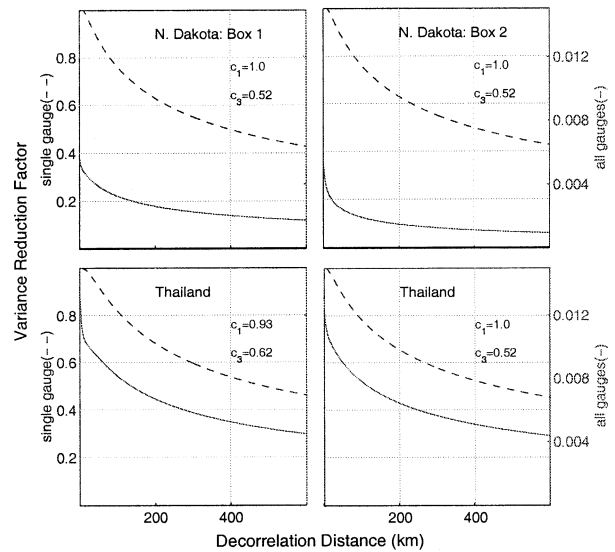 N. Dakota: Box 1
c1=1.0
c3=0.52
0.8
0.6
0.4
0.2
single gauge(- -)
N. Dakota: Box 2
c1=1.0
c3=0.52
0.012
0.008
0.004
all gauges(-)
Variance Reduction Factor
Thailand
c1=0.93
c3=0.62
0.8
0.6
0.4
0.2
single gauge(- -)
200
400
Thailand
c1=1.0
c3=0.52
0.012
0.008
0.004
all gauges(-)
200
400
Decorrelation Distance (km)